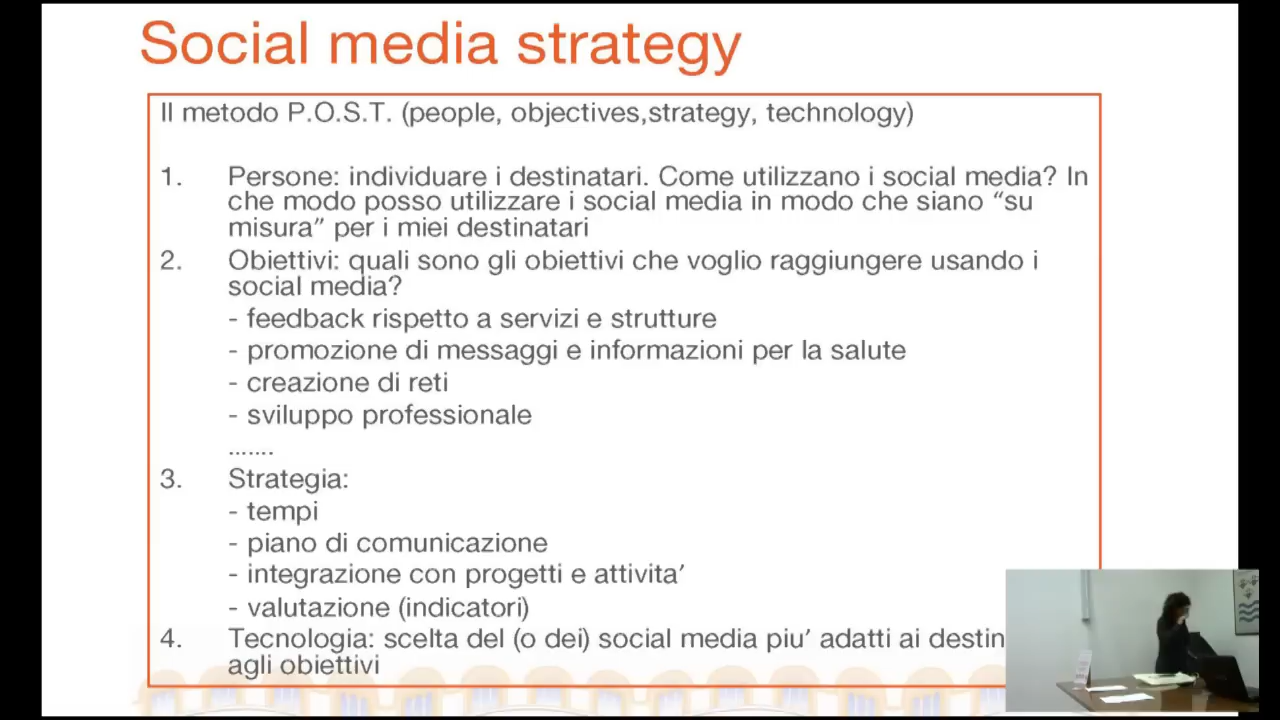 Social media strategy
Il metodo P.O.S.T. (people, objectives,strategy, technology)
1. Persone: individuare i destinatari. Come utilizzano i social media? In
che modo posso utilizzare i social media in modo che siano “su
misura” per i miei destinatari
2. Obiettivi: quali sono gli obiettivi che voglio raggiungere usando i
social media?
- feedback rispetto a servizi e strutture
- promozione di messaggi e informazioni per la salute
- creazione di reti
- sviluppo professionale
.......
3. Strategia:
- tempi
- piano di comunicazione
- integrazione con progetti e attivita’
- valutazione (indicatori)
4. Tecnologia: scelta del (o dei) social media piu’ adatti ai destin
agli obiettivi